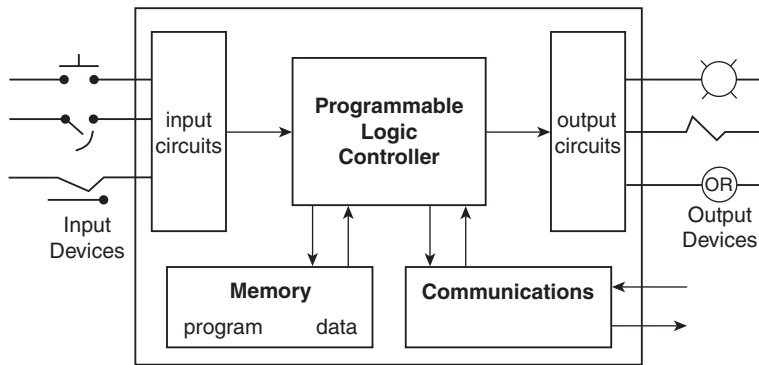 input
circuits
Programmable
Logic
Controller
output
circuits
OR
Input
Devices
Output
Devices
Memory
program data
Communications